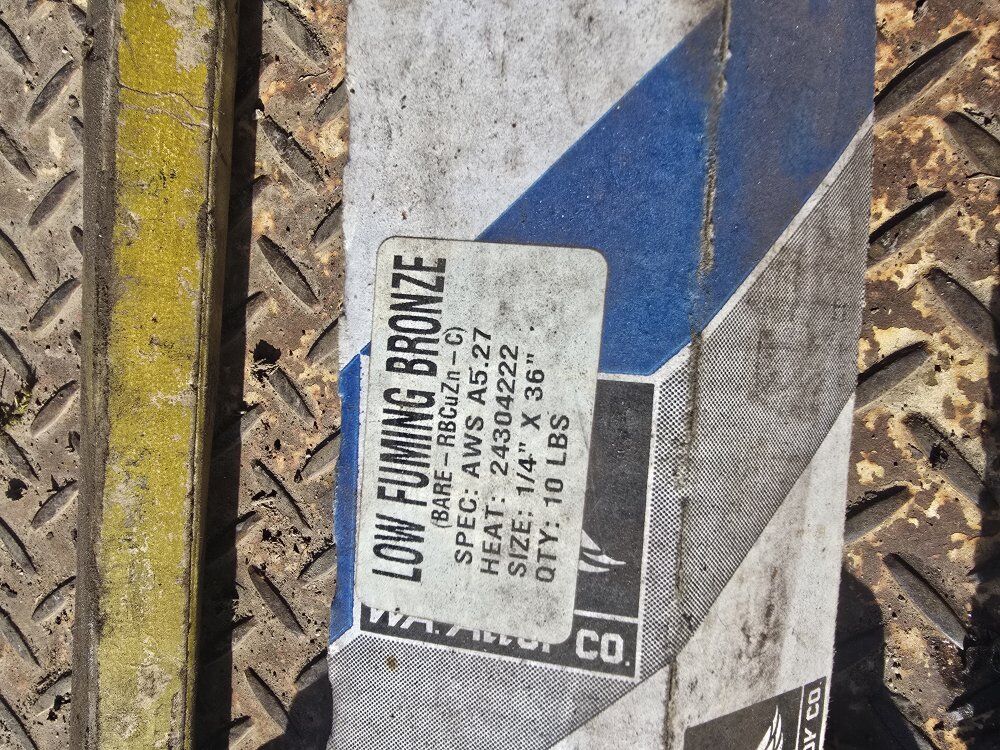 LOW FUMING BRONZE
(BARE-RBCuZn-C)
SPEC: AWS A5.27
HEAT: 24304222
SIZE: 1/4" X 36"
QTY: 10 LBS
CO.
CO.